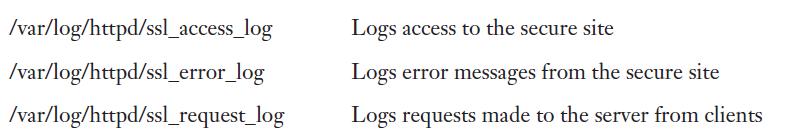 /var/log/httpd/ssl_access_log Logs access to the secure site
/var/log/httpd/ssl_error_log Logs error messages from the secure site
/var/log/httpd/ssl_request_log Logs requests made to the server from clients